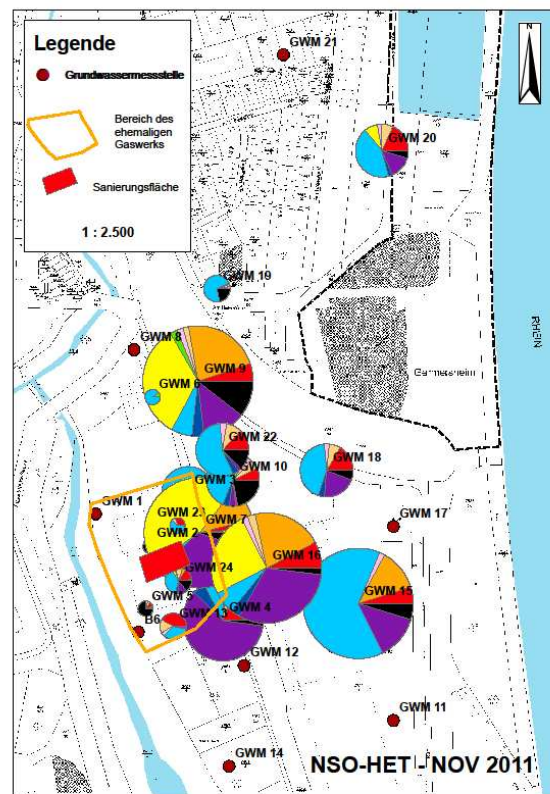 Legende
Grundwassermessstelle
Bereich des
ehemaligen
Gaswerks
Sanierungsfläche
1 : 2.500
N
GWM 21
GWM 20
GWM 19
Germersheim
RHEIN
GWM 8
GWM 9
GWM 6
GWM 22
GWM 3
GWM 10
GWM 18
GWM 1
GWM 2
GWM 7
GWM 17
GWM 2
GWM 24
GWM 16
GWM 5
GWM 15
B6
GWM 13
GWM 4
GWM 12
GWM 11
GWM 14
NSO-HET - NOV 2011